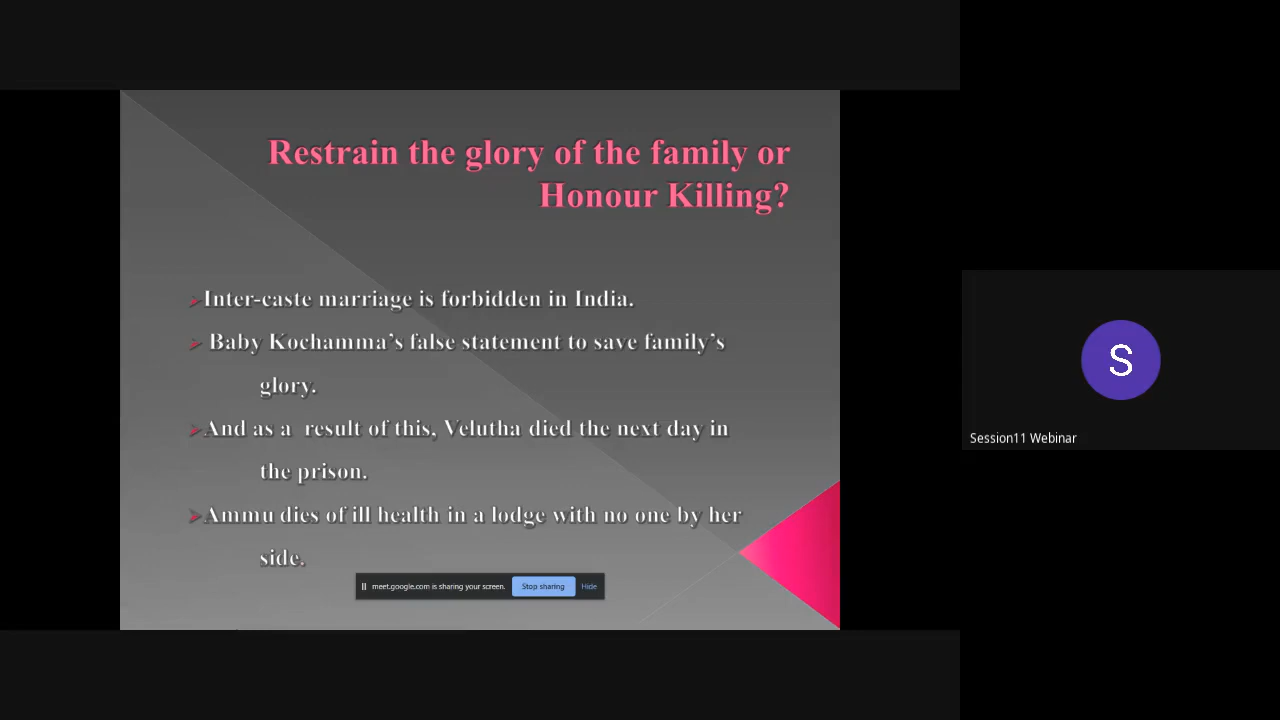 Restrain the glory of the family or
Honour Killing?
Inter-caste marriage is forbidden in India.
Baby Kochamma’s false statement to save family’s
glory.
And as a result of this, Velutha died the next day in
the prison.
Ammu dies of ill health in a lodge with no one by her
side.
meet.google.com is sharing your screen. Stop sharing Hide
S
Session11 Webinar